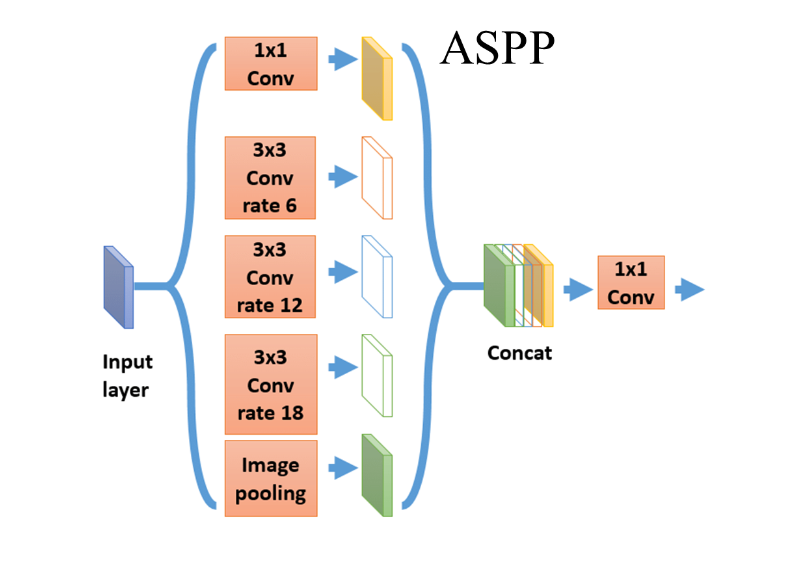 ASPP
1x1
Conv
3x3
Conv
rate 6
3x3
Conv
rate 12
3x3
Conv
rate 18
Image
pooling
Input
layer
Concat
1x1
Conv